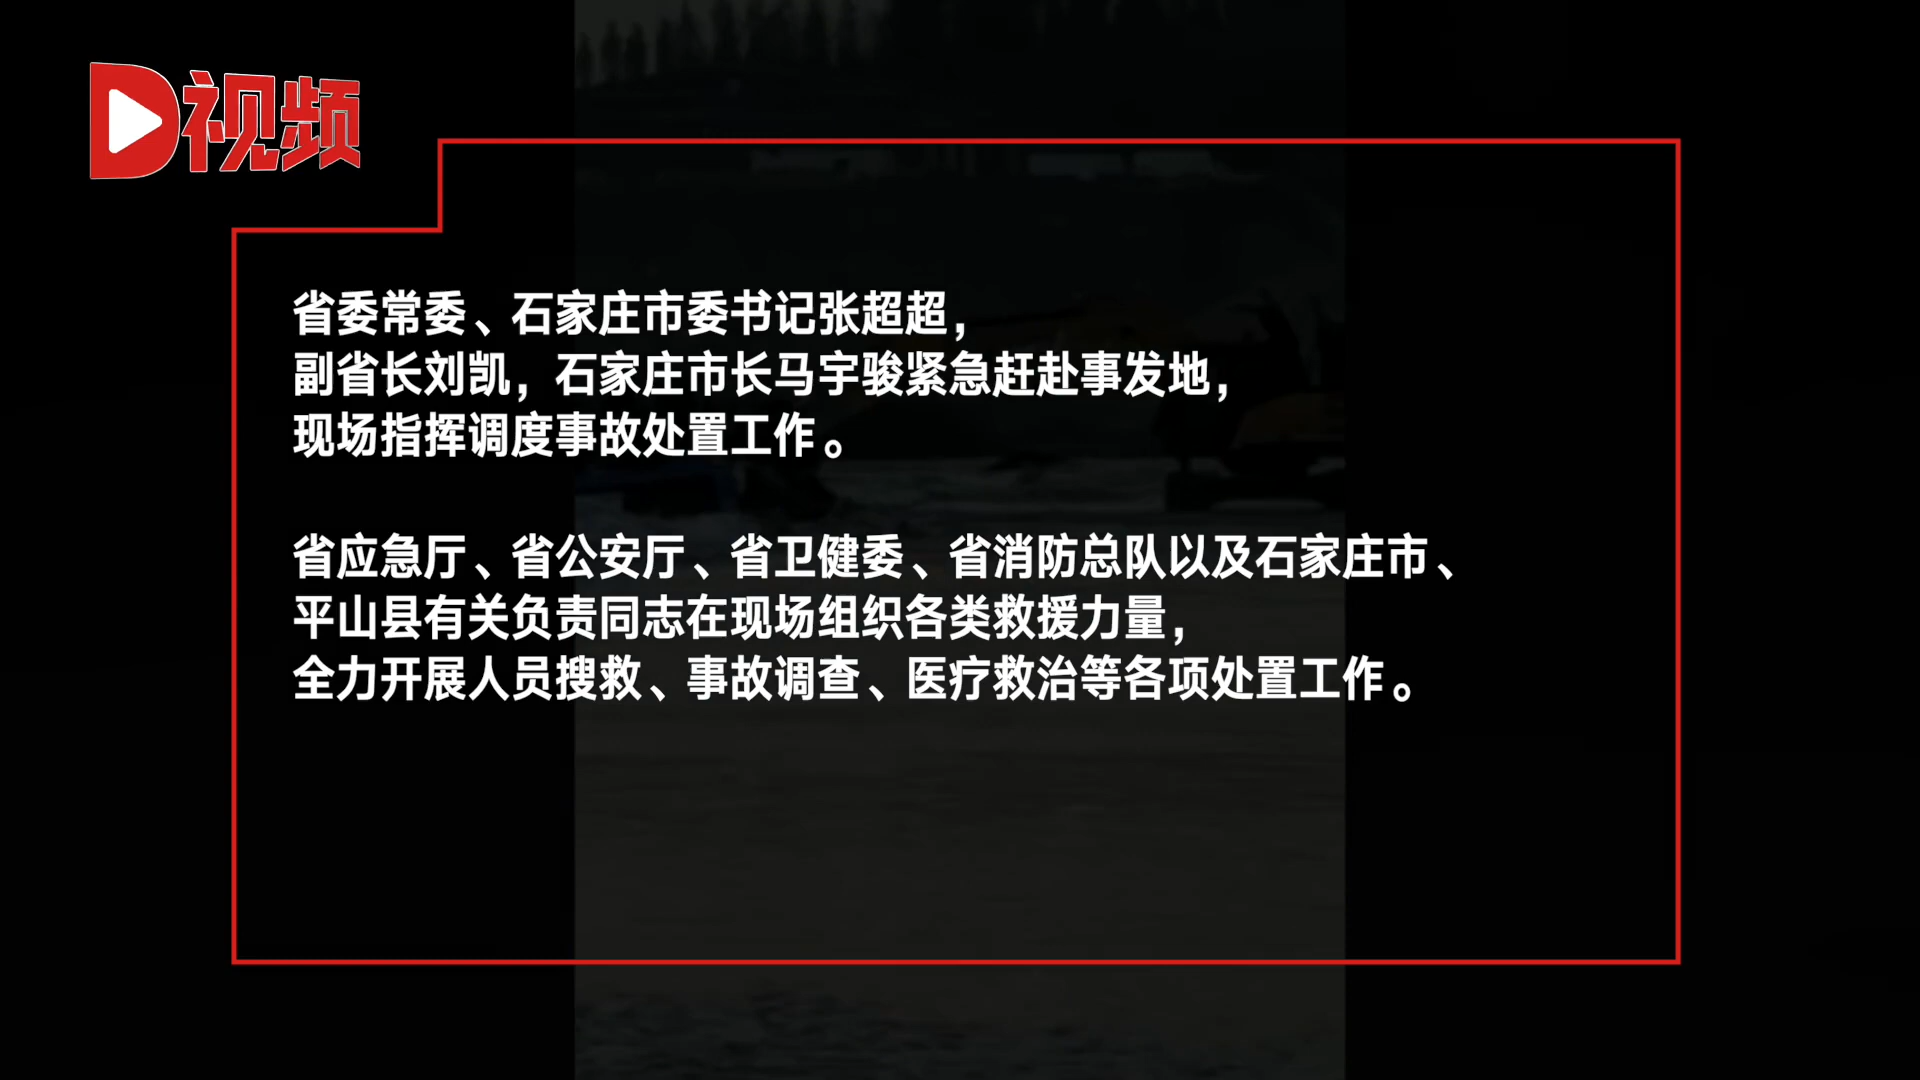 D视频
省委常委、石家庄市委书记张超超，
副省长刘凯，石家庄市长马宇骏紧急赶赴事发地，
现场指挥调度事故处置工作。
省应急厅、省公安厅、省卫健委、省消防总队以及石家庄市、
平山县有关负责同志在现场组织各类救援力量，
全力开展人员搜救、事故调查、医疗救治等各项处置工作。